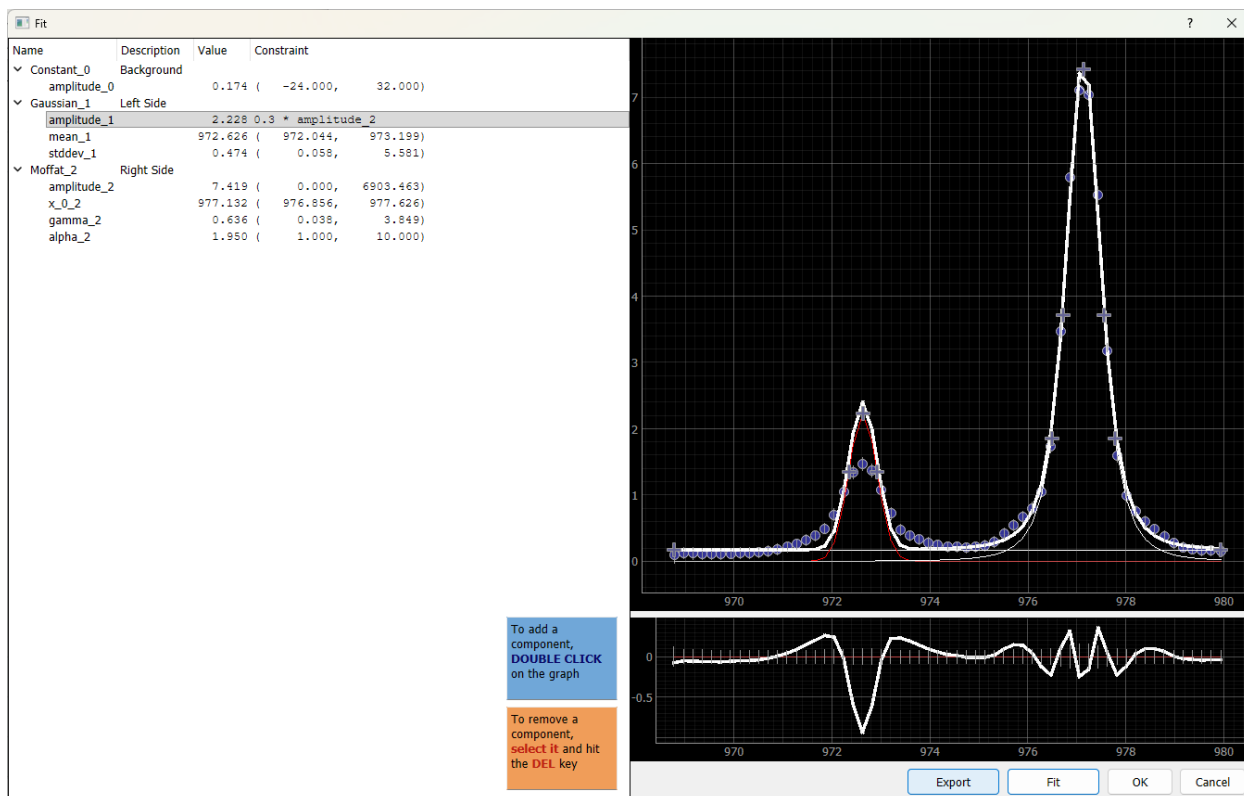 Fit
? ×
Name Description Value Constraint
Constant_0 Background
amplitude_0 0.174 ( -24.000, 32.000)
Gaussian_1 Left Side
amplitude_1 2.228 0.3 * amplitude_2
mean_1 972.626 ( 972.044, 973.199)
stddev_1 0.474 ( 0.058, 5.581)
Moffat_2 Right Side
amplitude_2 7.419 ( 0.000, 6903.463)
x_0_2 977.132 ( 976.856, 977.626)
gamma_2 0.636 ( 0.038, 3.849)
alpha_2 1.950 ( 1.000, 10.000)
7
6
5
4
3
2
1
0
970 972 974 976 978 980
To add a
component,
DOUBLE CLICK
on the graph
To remove a
component,
select it and hit
the DEL key
0
-0.5
970 972 974 976 978 980
Export Fit OK Cancel